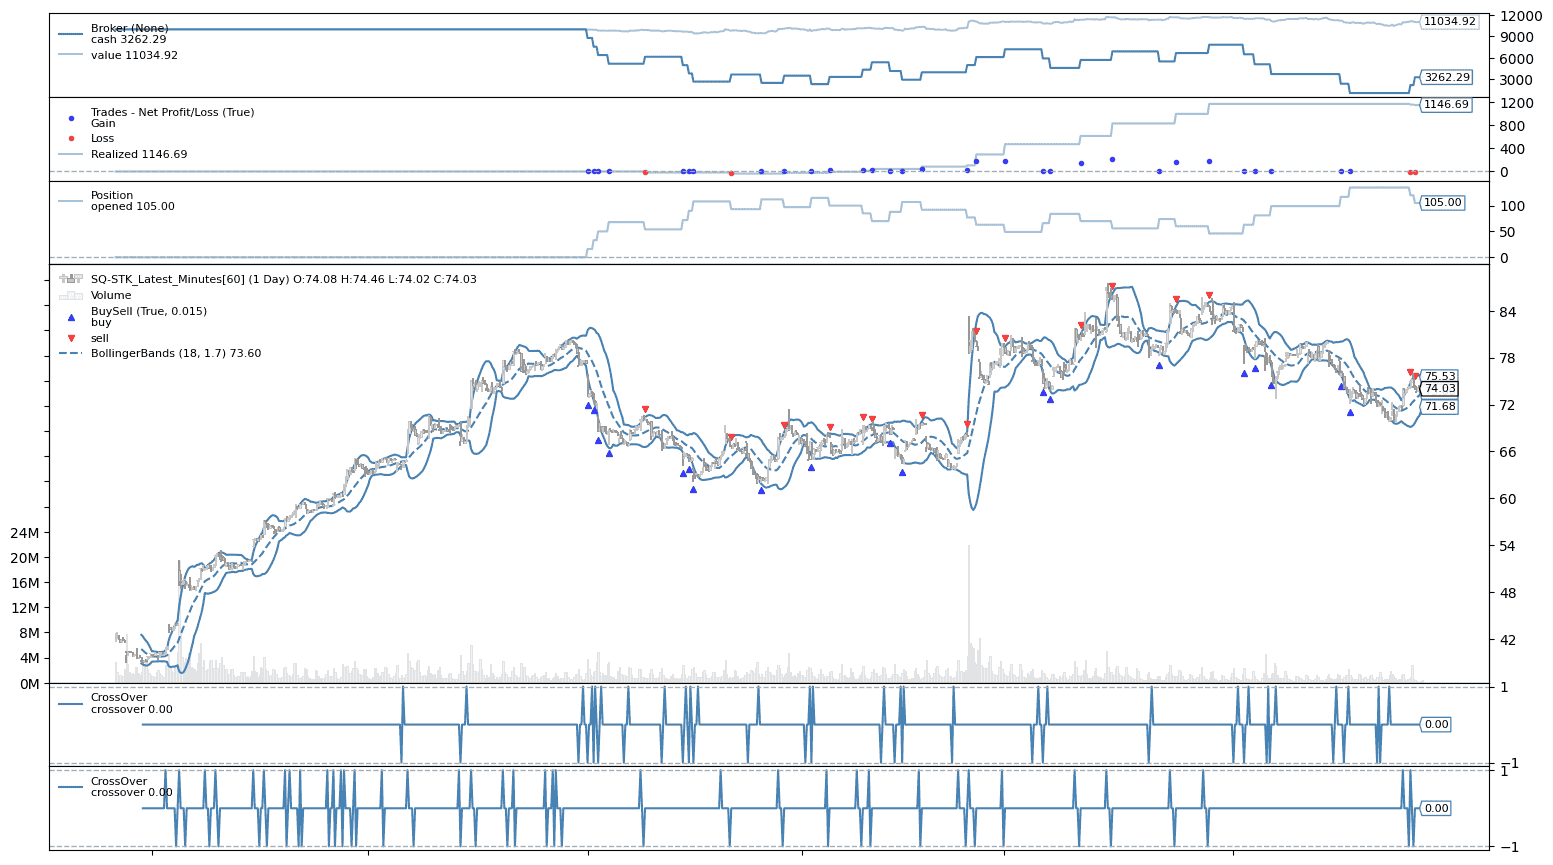 Broker (None)
cash 3262.29
value 11034.92
11034.92
3262.29
12000
9000
6000
3000
Trades - Net Profit/Loss (True)
Gain
Loss
Realized 1146.69
1146.69
1200
800
400
0
Position
opened 105.00
105.00
100
50
0
SQ-STK_Latest_Minutes[60] (1 Day) O:74.08 H:74.46 L:74.02 C:74.03
Volume
BuySell (True, 0.015)
buy
sell
BollingerBands (18, 1.7) 73.60
75.53
74.03
71.68
84
78
72
66
60
54
48
42
24M
20M
16M
12M
8M
4M
0M
CrossOver
crossover 0.00
0.00
1
−1
CrossOver
crossover 0.00
0.00
1
−1